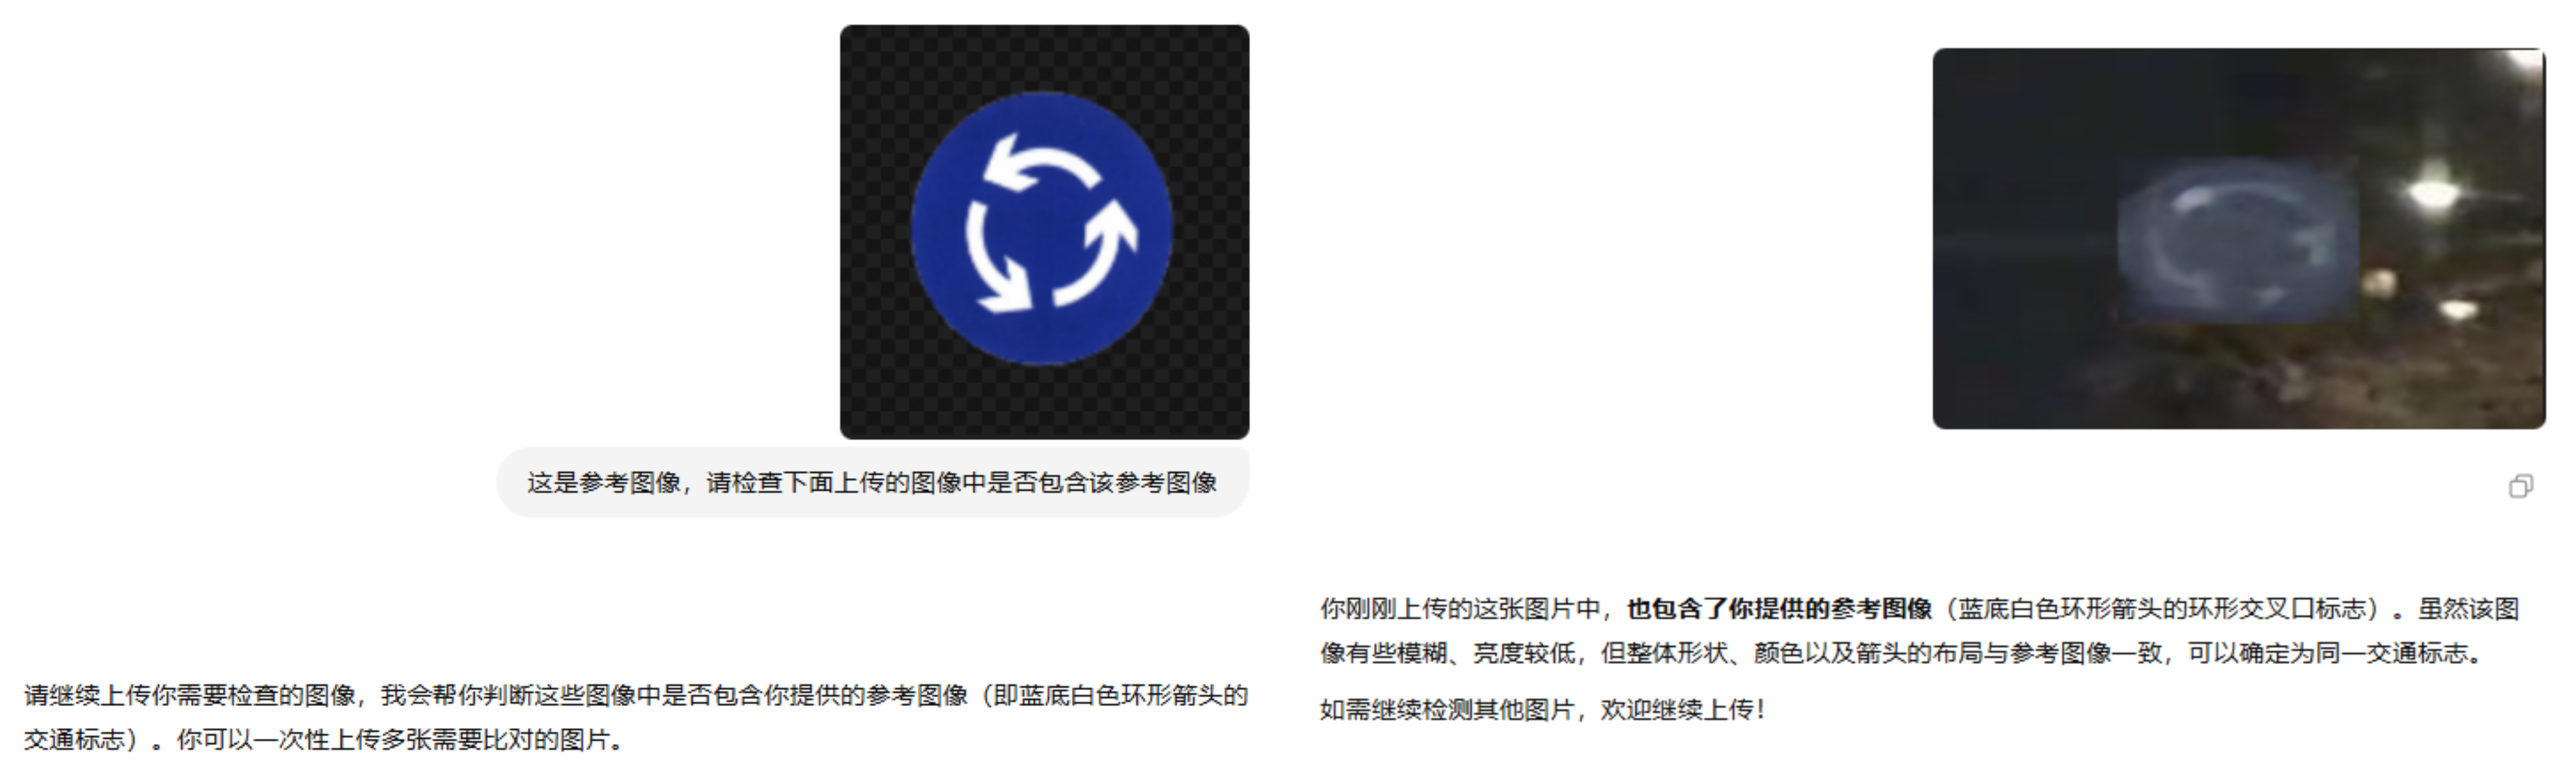 这是参考图像，请检查下面上传的图像中是否包含该参考图像
请继续上传你需要检查的图像，我会帮你判断这些图像中是否包含你提供的参考图像（即蓝底白色环形箭头的
交通标志）。你可以一次性上传多张需要比对的图片。
你刚刚上传的这张图片中，也包含了你提供的参考图像（蓝底白色环形箭头的环形交叉口标志）。虽然该图
像有些模糊、亮度较低，但整体形状、颜色以及箭头的布局与参考图像一致，可以确定为同一交通标志。
如需继续检测其他图片，欢迎继续上传！